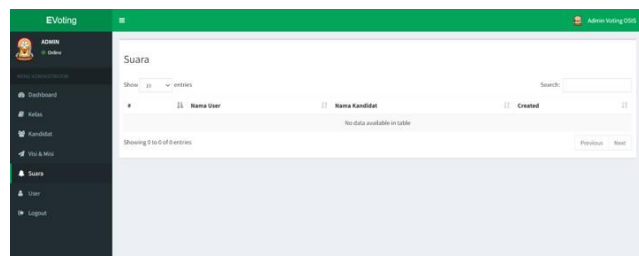 EVoting
Admin Voting OSIS
ADMIN
Online
MENU ADMINISTRATOR
Dashboard
Kelas
Kandidat
Visi & Misi
Suara
User
Logout
Suara
Show 10 entries
Search:
# Nama User Nama Kandidat Created
No data available in table
Showing 0 to 0 of 0 entries
Previous Next